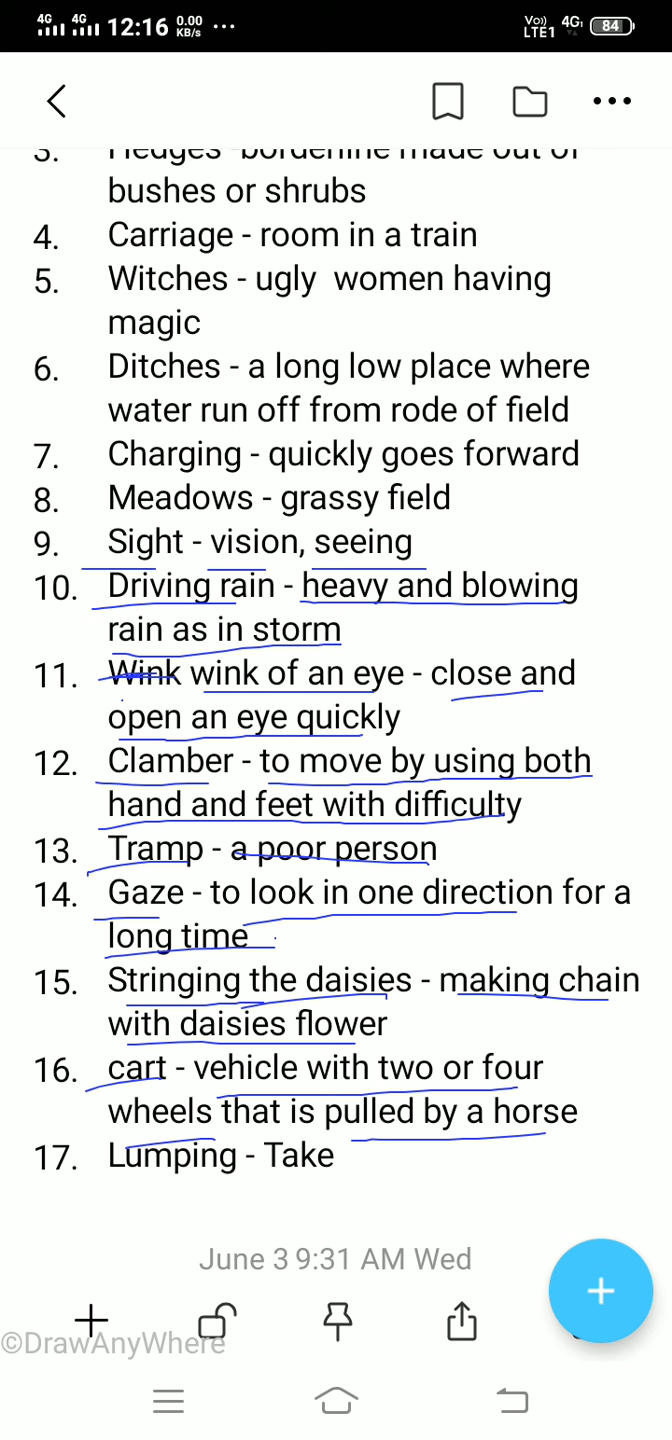 4G 4G 12:16 0.00 KB/s ... Vo)) LTE1 4G 84
3. Hedges -borderline made out of
bushes or shrubs
4. Carriage - room in a train
5. Witches - ugly women having
magic
6. Ditches - a long low place where
water run off from rode of field
7. Charging - quickly goes forward
8. Meadows - grassy field
9. Sight - vision, seeing
10. Driving rain - heavy and blowing
rain as in storm
11. Wink wink of an eye - close and
open an eye quickly
12. Clamber - to move by using both
hand and feet with difficulty
13. Tramp - a poor person
14. Gaze - to look in one direction for a
long time
15. Stringing the daisies - making chain
with daisies flower
16. cart - vehicle with two or four
wheels that is pulled by a horse
17. Lumping - Take
June 3 9:31 AM Wed
©DrawAnyWhere